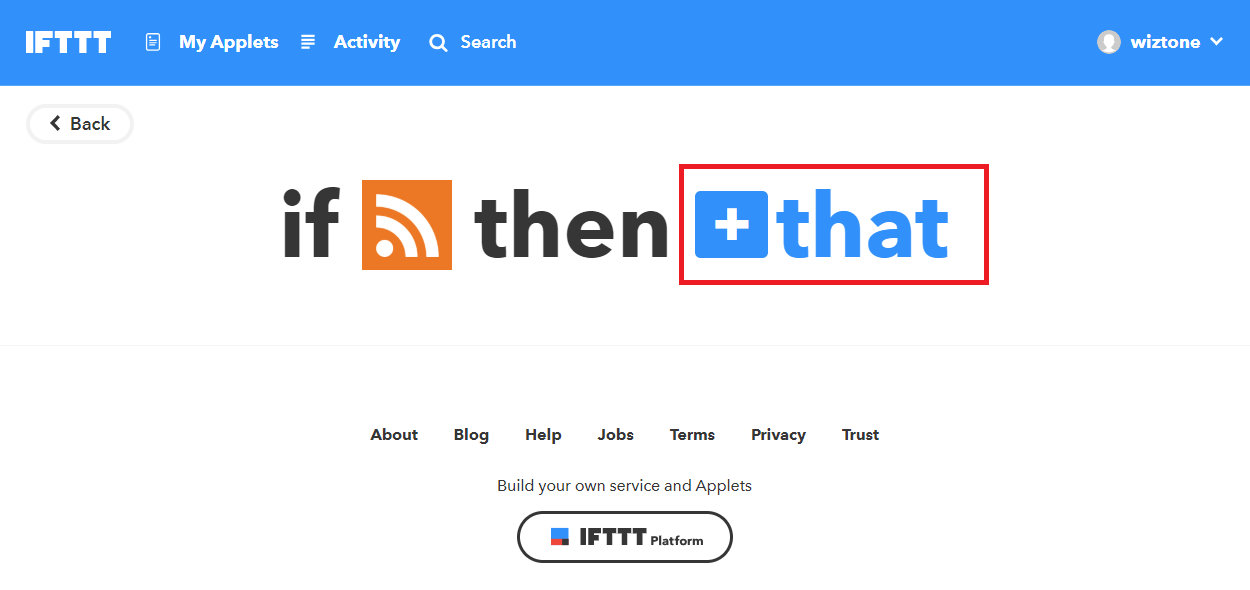 IFTTT My Applets Activity Search wiztone
Back
if then that
About Blog Help Jobs Terms Privacy Trust
Build your own service and Applets
IFTTT Platform